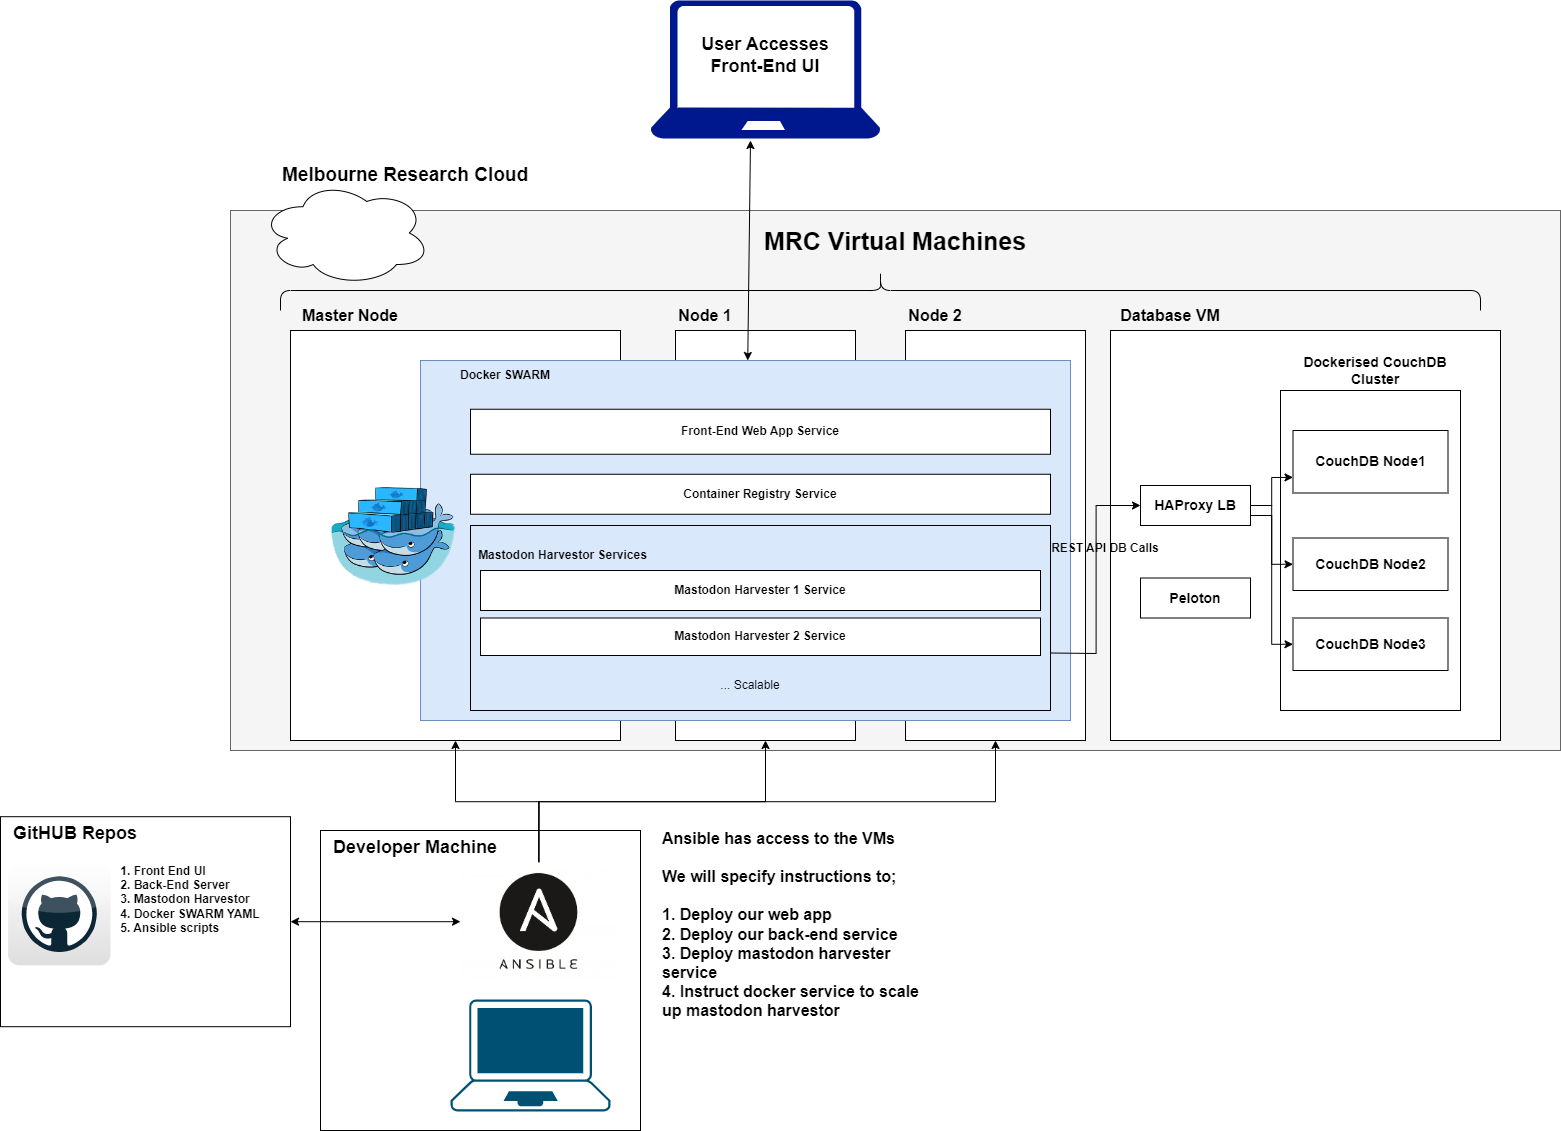 User Accesses
Front-End UI
Melbourne Research Cloud
MRC Virtual Machines
Master Node
Node 1
Node 2
Database VM
Docker SWARM
Front-End Web App Service
Container Registry Service
Mastodon Harvestor Services
Mastodon Harvester 1 Service
Mastodon Harvester 2 Service
... Scalable
REST API DB Calls
Dockerised CouchDB
Cluster
HAProxy LB
Peloton
CouchDB Node1
CouchDB Node2
CouchDB Node3
GitHUB Repos
1. Front End UI
2. Back-End Server
3. Mastodon Harvestor
4. Docker SWARM YAML
5. Ansible scripts
Developer Machine
ANSIBLE
Ansible has access to the VMs
We will specify instructions to;
1. Deploy our web app
2. Deploy our back-end service
3. Deploy mastodon harvester
service
4. Instruct docker service to scale
up mastodon harvestor